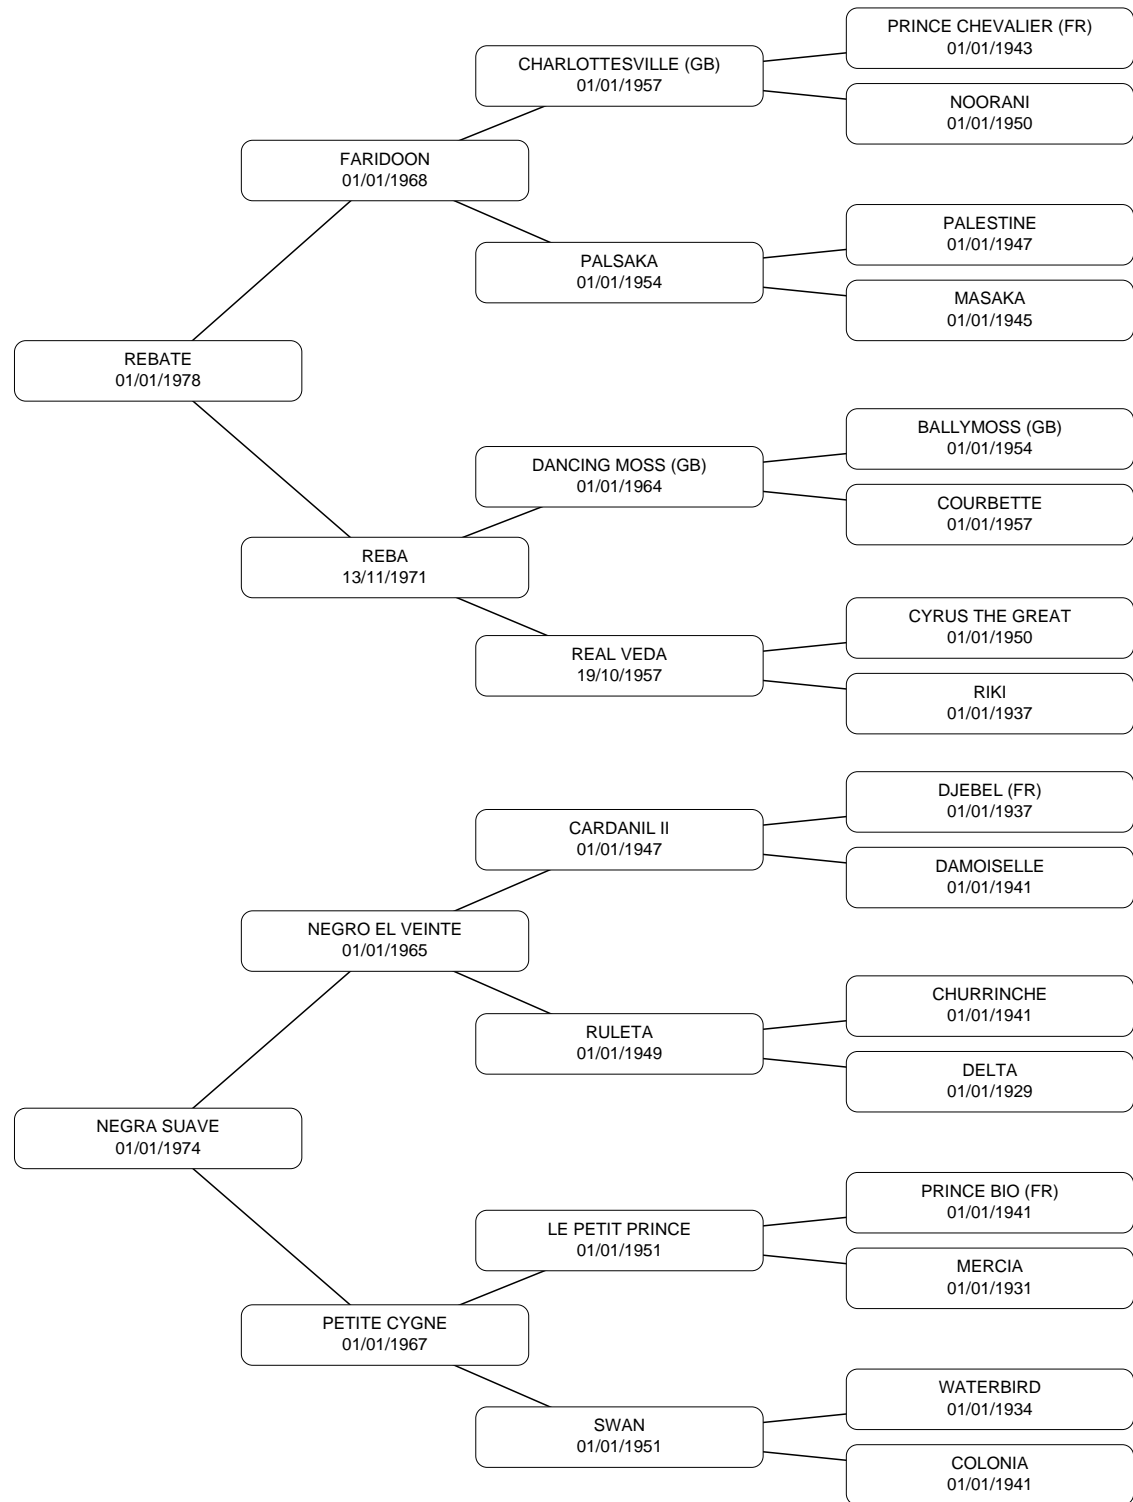 PRINCE CHEVALIER (FR)
01/01/1943
CHARLOTTESVILLE (GB)
01/01/1957
NOORANI
01/01/1950
FARIDOON
01/01/1968
PALESTINE
01/01/1947
PALSAKA
01/01/1954
MASAKA
01/01/1945
REBATE
01/01/1978
BALLYMOSS (GB)
01/01/1954
DANCING MOSS (GB)
01/01/1964
COURBETTE
01/01/1957
REBA
13/11/1971
CYRUS THE GREAT
01/01/1950
REAL VEDA
19/10/1957
RIKI
01/01/1937
DJEBEL (FR)
01/01/1937
CARDANIL II
01/01/1947
DAMOISELLE
01/01/1941
NEGRO EL VEINTE
01/01/1965
CHURRINCHE
01/01/1941
RULETA
01/01/1949
DELTA
01/01/1929
NEGRA SUAVE
01/01/1974
PRINCE BIO (FR)
01/01/1941
LE PETIT PRINCE
01/01/1951
MERCIA
01/01/1931
PETITE CYGNE
01/01/1967
WATERBIRD
01/01/1934
SWAN
01/01/1951
COLONIA
01/01/1941